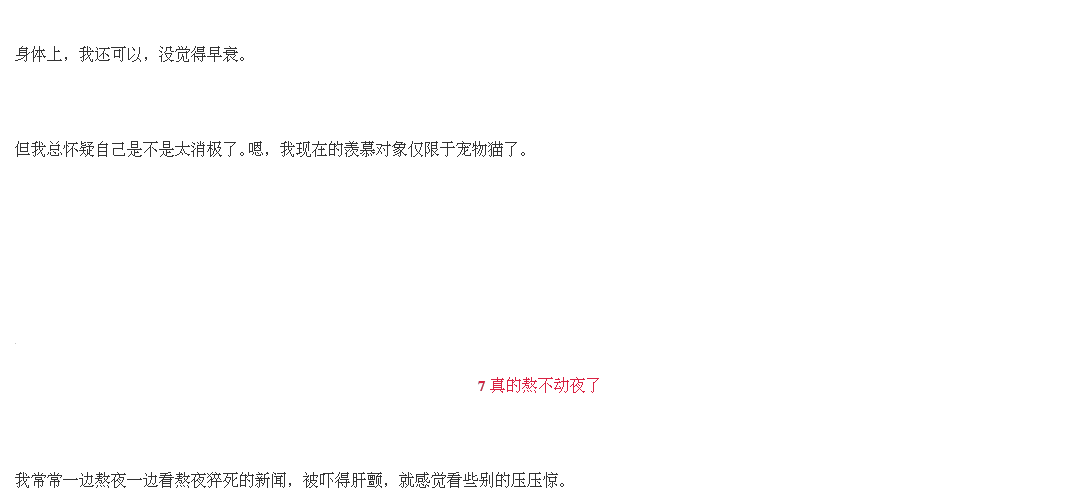 身体上，我还可以，没觉得早衰。
但我总怀疑自己是不是太消极了。嗯，我现在的羡慕对象仅限于宠物猫了。
7 真的熬不动夜了
我常常一边熬夜一边看熬夜猝死的新闻，被吓得肝颤，就感觉看些别的压压惊。